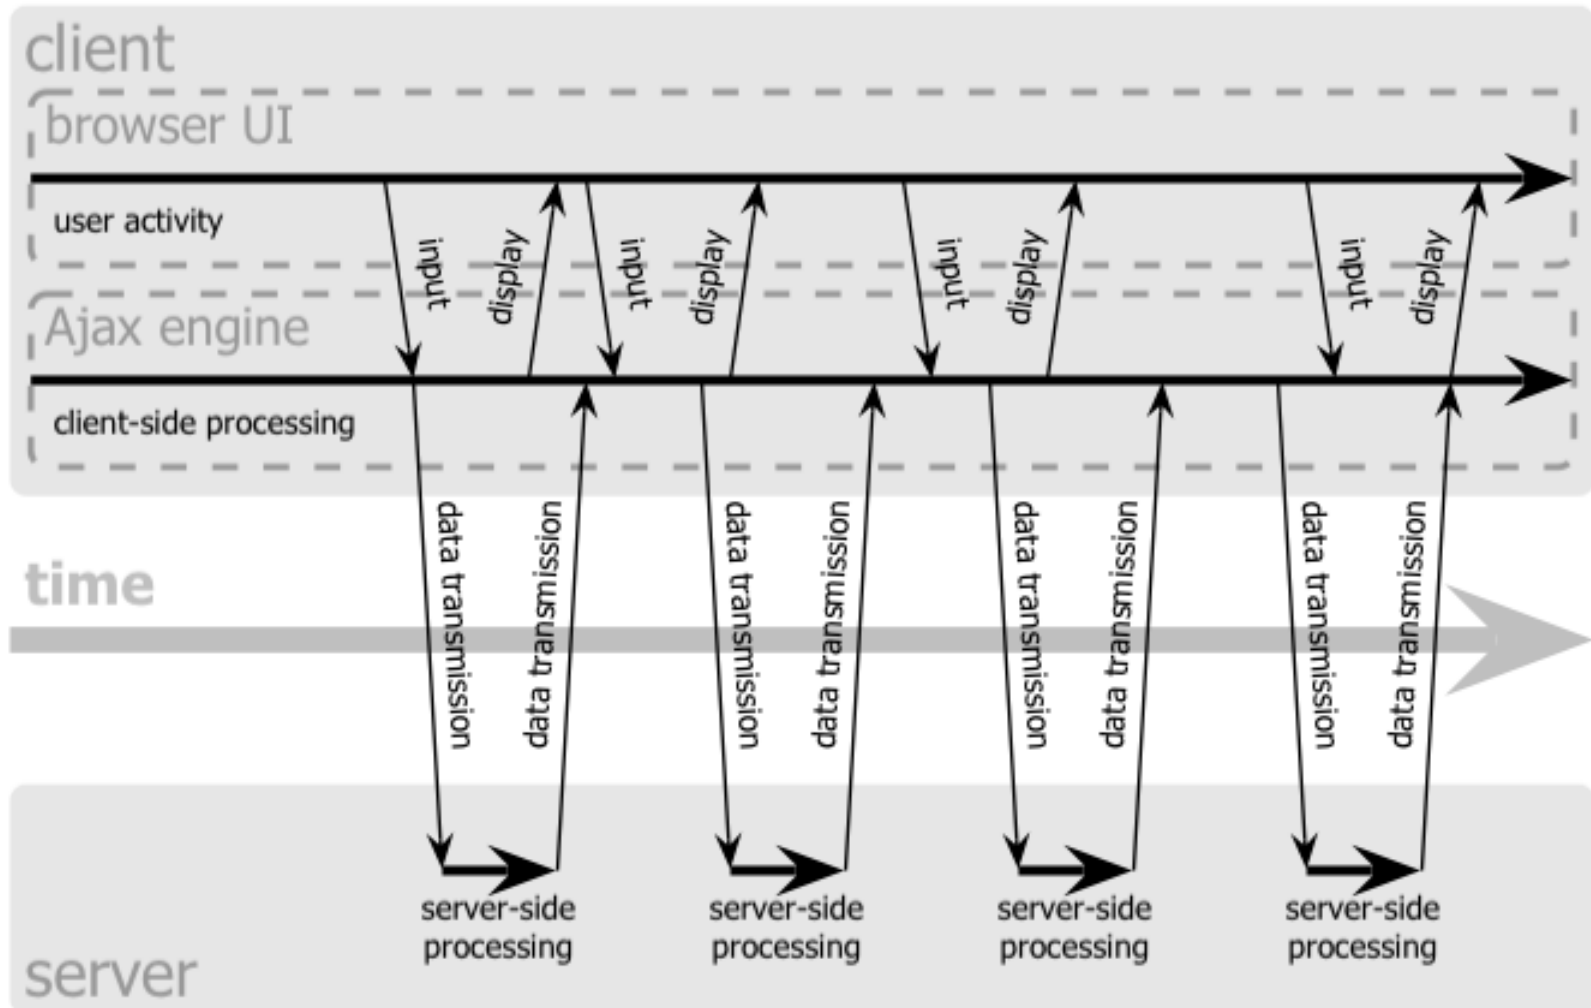 client
browser UI
user activity
input
display
input
display
input
display
input
display
Ajax engine
client-side processing
data transmission
data transmission
data transmission
data transmission
data transmission
data transmission
data transmission
data transmission
time
server-side
processing
server-side
processing
server-side
processing
server-side
processing
server